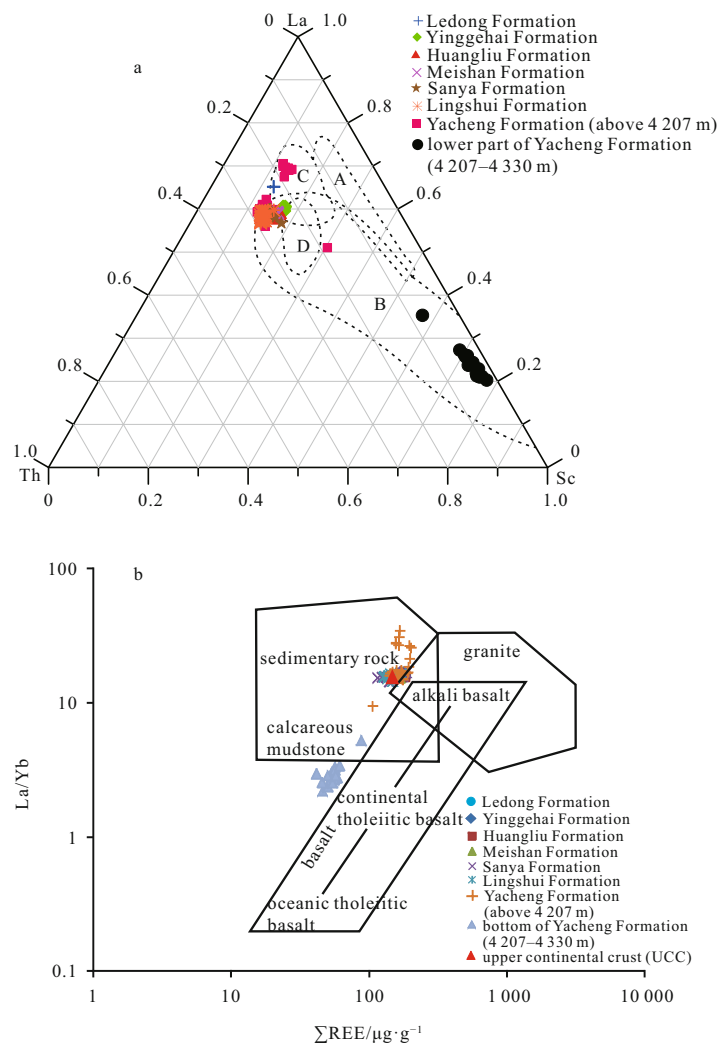 a
0 La 1.0
0.2 0.8
0.4 0.6
0.6 0.4
0.8 0.2
1.0 0
Th Sc
0 0.2 0.4 0.6 0.8 1.0
A
B
C
D
Ledong Formation
Yinggehai Formation
Huangliu Formation
Meishan Formation
Sanya Formation
Lingshui Formation
Yacheng Formation (above 4 207 m)
lower part of Yacheng Formation
(4 207–4 330 m)
b
La/Yb
100
10
1
0.1
1 10 100 1 000 10 000
∑REE/μg·g⁻¹
sedimentary rock
granite
alkali basalt
calcareous
mudstone
continental
tholeiitic basalt
basalt
oceanic tholeiitic
basalt
Ledong Formation
Yinggehai Formation
Huangliu Formation
Meishan Formation
Sanya Formation
Lingshui Formation
Yacheng Formation
(above 4 207 m)
bottom of Yacheng Formation
(4 207–4 330 m)
upper continental crust (UCC)